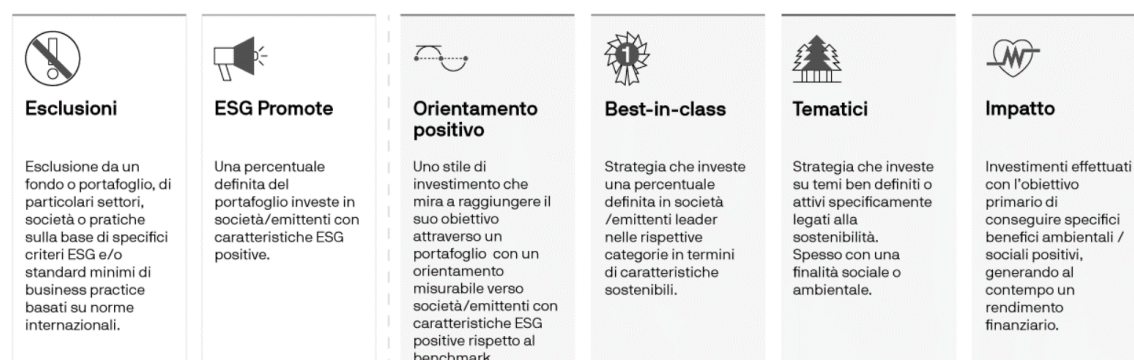 Esclusioni
Esclusione da un
fondo o portafoglio, di
particolari settori,
società o pratiche
sulla base di specifici
criteri ESG e/o
standard minimi di
business practice
basati su norme
internazionali.
ESG Promote
Una percentuale
definita del
portafoglio investe in
società/emittenti con
caratteristiche ESG
positive.
Orientamento
positivo
Uno stile di
investimento che
mira a raggiungere il
suo obiettivo
attraverso un
portafoglio con un
orientamento
misurabile verso
società/emittenti con
caratteristiche ESG
positive rispetto al
benchmark
1
Best-in-class
Strategia che investe
una percentuale
definita in società
/emittenti leader
nelle rispettive
categorie in termini
di caratteristiche
sostenibili.
Tematici
Strategia che investe
su temi ben definiti o
attivi specificamente
legati alla
sostenibilità.
Spesso con una
finalità sociale o
ambientale.
Impatto
Investimenti effettuati
con l'obiettivo
primario di
conseguire specifici
benefici ambientali /
sociali positivi,
generando al
contempo un
rendimento
finanziario.